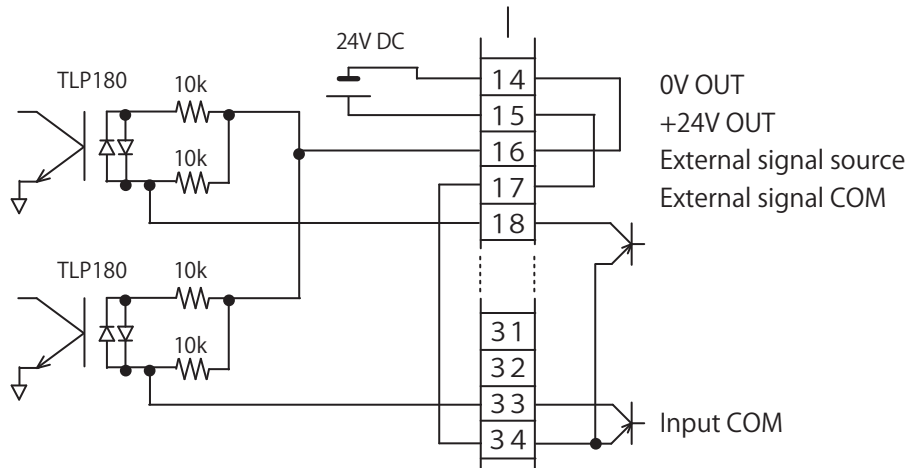 24V DC
TLP180
10k
10k
14
15
16
17
18
0V OUT
+24V OUT
External signal source
External signal COM
TLP180
10k
10k
31
32
33
34
Input COM